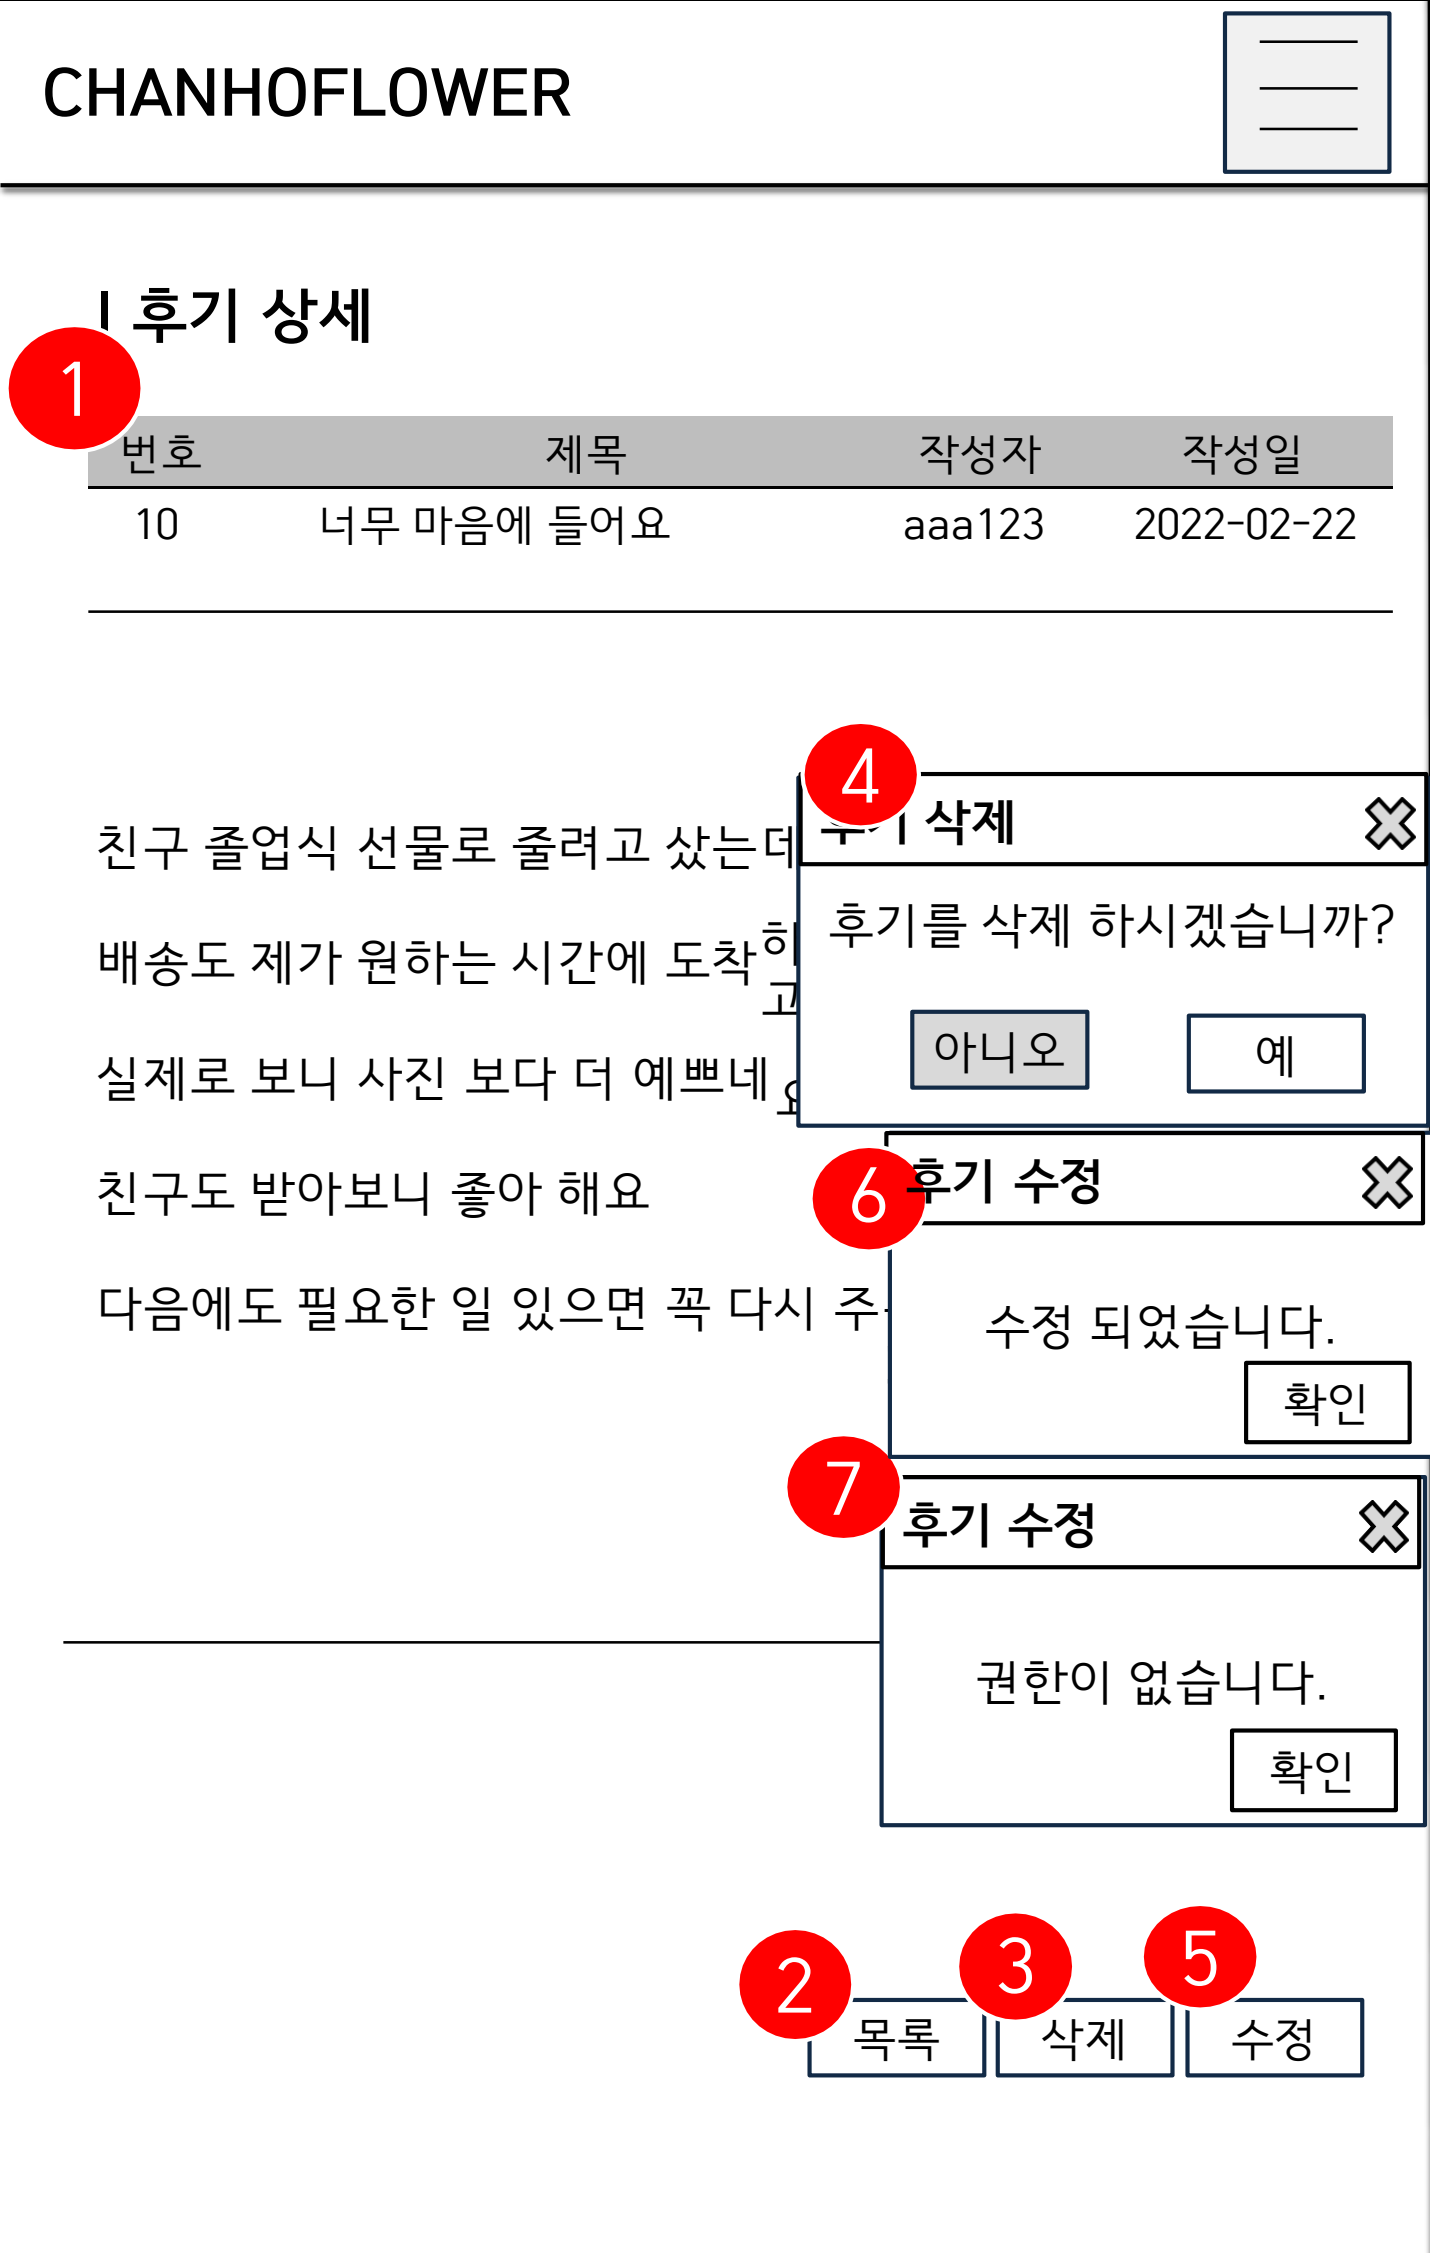 CHANHOFLOWER
후기 상세
1
번호 제목 작성자 작성일
10 너무 마음에 들어요 aaa123 2022-02-22
친구 졸업식 선물로 줄려고 샀는데
배송도 제가 원하는 시간에 도착
실제로 보니 사진 보다 더 예쁘네
친구도 받아보니 좋아 해요
다음에도 필요한 일 있으면 꼭 다시 주
4
후기 삭제
후기를 삭제 하시겠습니까?
아니오 예
6
후기 수정
수정 되었습니다.
확인
7
후기 수정
권한이 없습니다.
확인
2 3 5
목록 삭제 수정